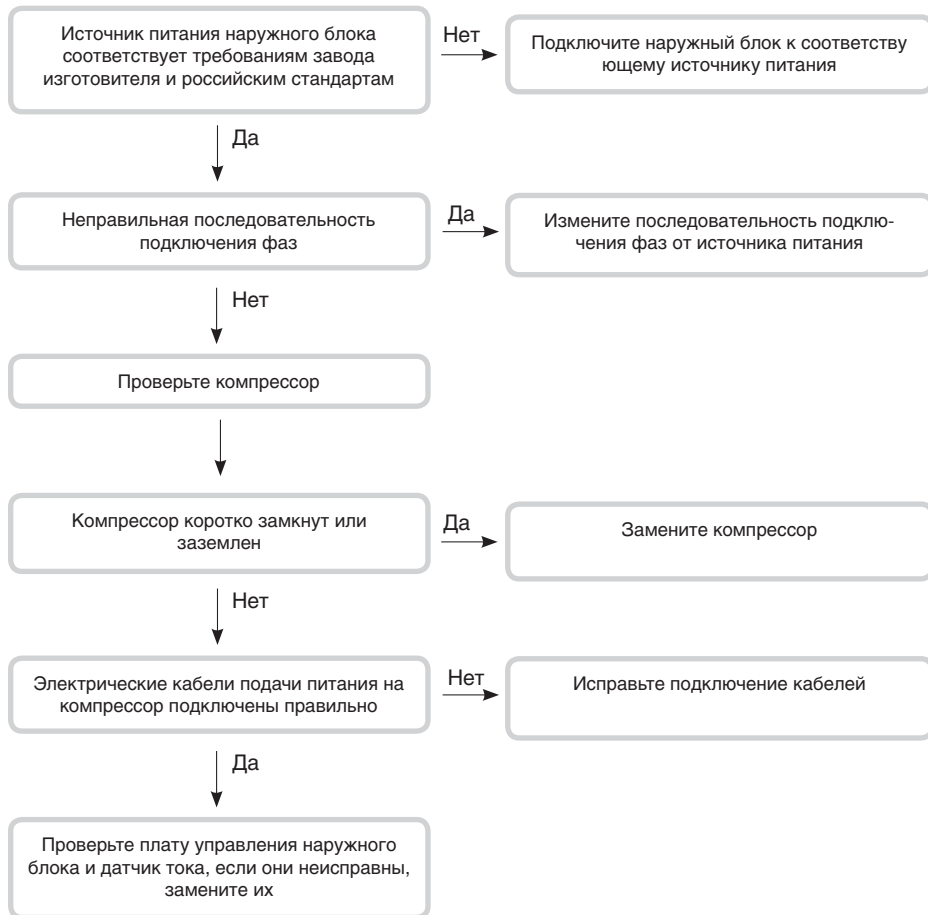 Источник питания наружного блока
соответствует требованиям завода
изготовителя и российским стандартам
Нет
Подключите наружный блок к соответству
ющему источнику питания
Да
Неправильная последовательность
подключения фаз
Да
Измените последовательность подклю-
чения фаз от источника питания
Нет
Проверьте компрессор
Компрессор коротко замкнут или
заземлен
Да
Замените компрессор
Нет
Электрические кабели подачи питания на
компрессор подключены правильно
Нет
Исправьте подключение кабелей
Да
Проверьте плату управления наружного
блока и датчик тока, если они неисправны,
замените их